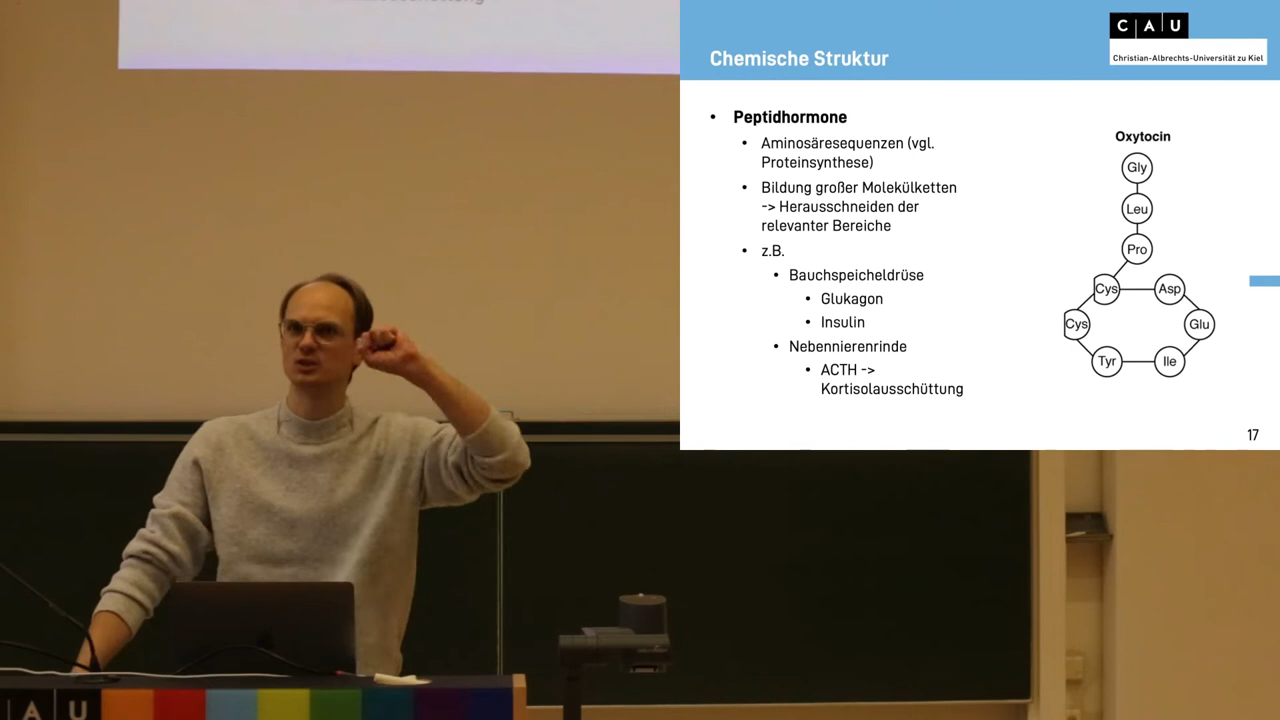 C A U
Christian-Albrechts-Universität zu Kiel
Chemische Struktur
• Peptidhormone
• Aminosäresequenzen (vgl.
Proteinsynthese)
• Bildung großer Molekülketten
-> Herausschneiden der
relevanter Bereiche
• z.B.
• Bauchspeicheldrüse
• Glukagon
• Insulin
• Nebennierenrinde
• ACTH ->
Kortisolausschüttung
Oxytocin
Gly
Leu
Pro
Cys
Asp
Cys
Glu
Tyr
Ile
17
C A U